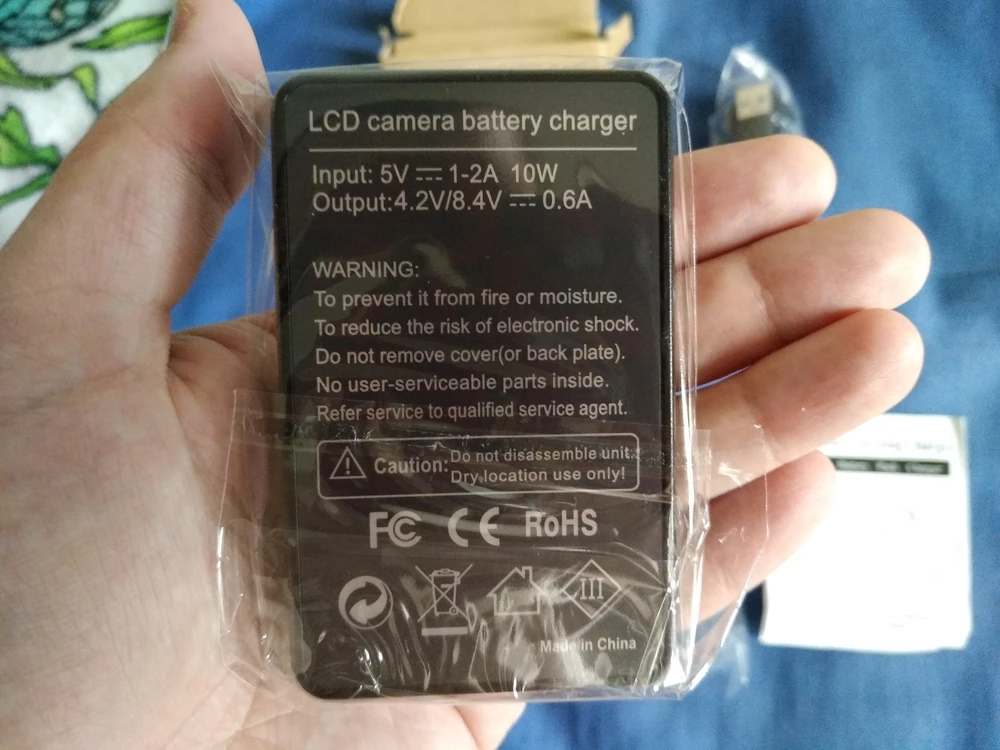 LCD camera battery charger
Input: 5V ⎓ 1-2A 10W
Output:4.2V/8.4V ⎓ 0.6A
WARNING:
To prevent it from fire or moisture.
To reduce the risk of electronic shock.
Do not remove cover(or back plate).
No user-serviceable parts inside.
Refer service to qualified service agent.
Caution: Do not disassemble unit.
Dry location use only!
FC CE RoHS
III
Made in China